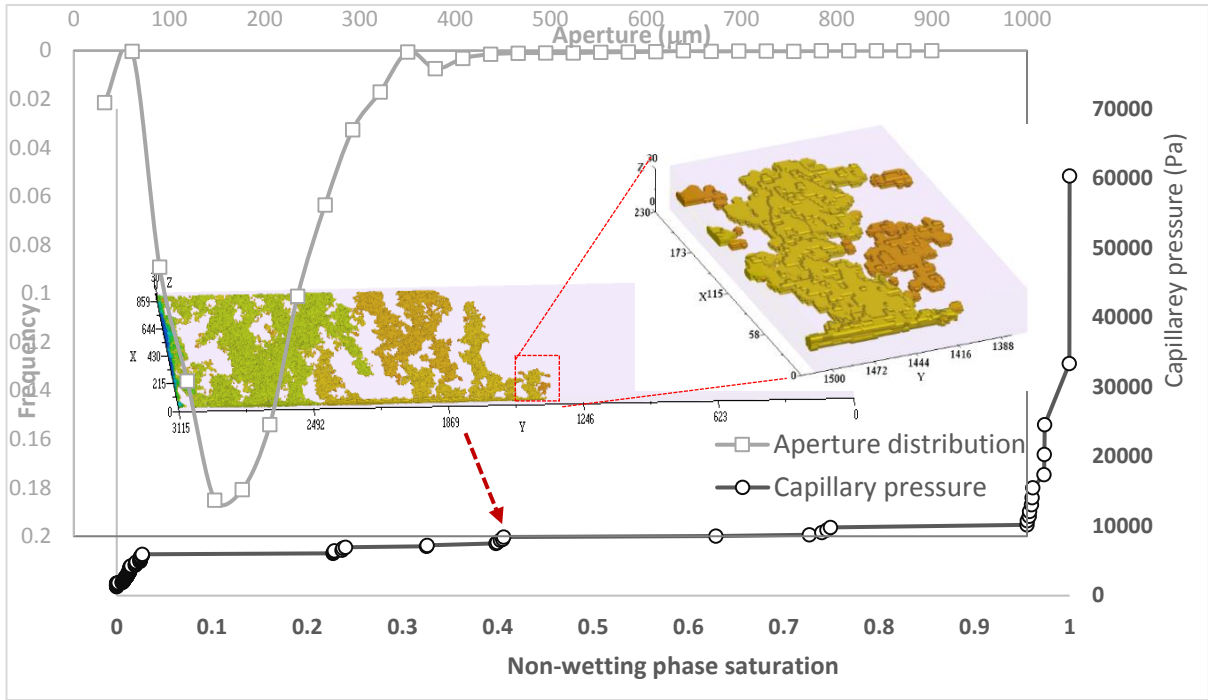 0 100 200 300 400 500 600 700 800 900 1000
Aperture (μm)
0
0.02
0.04
0.06
0.08
0.1
0.12
0.14
0.16
0.18
0.2
Frequency
70000
60000
50000
40000
30000
20000
10000
0
Capillarey pressure (Pa)
Z
30
0
230
173
X 115
58
0
1500 1472 1444 1416 1388
Y
Z
859
644
430
X
215
0
3115 2492 1869 1246 623 0
Y
Aperture distribution
Capillary pressure
0 0.1 0.2 0.3 0.4 0.5 0.6 0.7 0.8 0.9 1
Non-wetting phase saturation